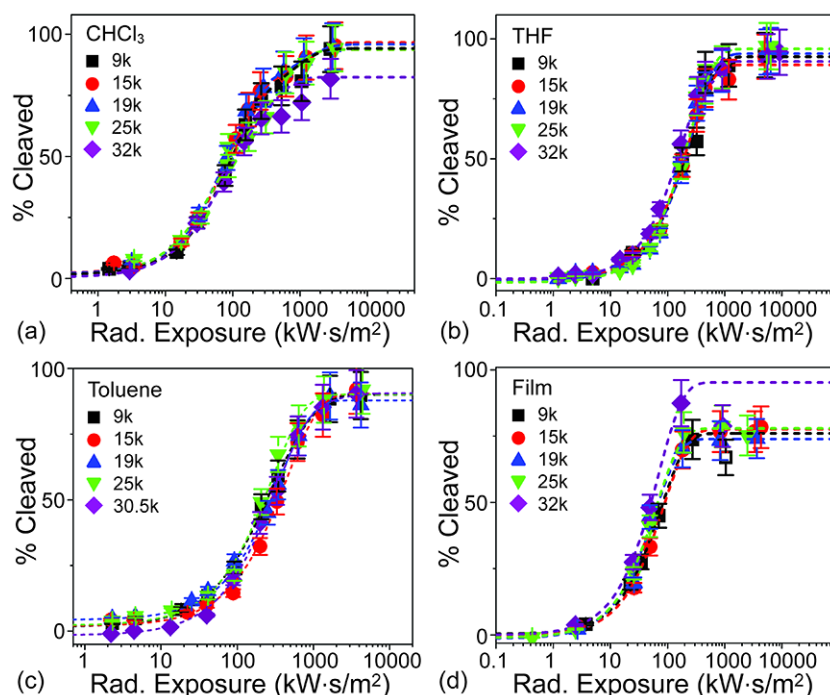 CHCl₃
9k
15k
19k
25k
32k
100
50
0
% Cleaved
1 10 100 1000 10000
(a) Rad. Exposure (kW·s/m²)
THF
9k
15k
19k
25k
32k
100
50
0
% Cleaved
0.1 1 10 100 1000 10000
(b) Rad. Exposure (kW·s/m²)
Toluene
9k
15k
19k
25k
30.5k
100
50
0
% Cleaved
1 10 100 1000 10000
(c) Rad. Exposure (kW·s/m²)
Film
9k
15k
19k
25k
32k
100
50
0
% Cleaved
0.1 1 10 100 1000 10000
(d) Rad. Exposure (kW·s/m²)